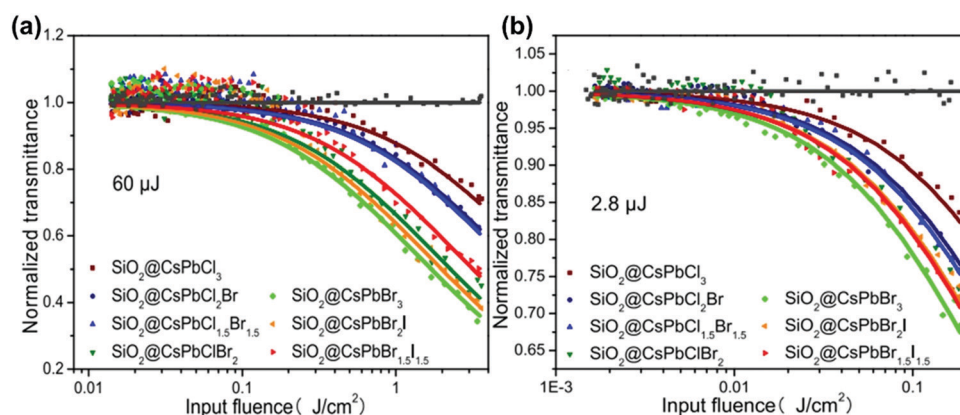 (a)
Normalized transmittance
1.2
1.0
0.8
0.6
0.4
0.2
60 μJ
SiO₂@CsPbCl₃
SiO₂@CsPbCl₂Br
SiO₂@CsPbCl₁.₅Br₁.₅
SiO₂@CsPbClBr₂
SiO₂@CsPbBr₃
SiO₂@CsPbBr₂I
SiO₂@CsPbBr₁.₅I₁.₅
0.01
0.1
1
Input fluence( J/cm²)
(b)
Normalized transmittance
1.05
1.00
0.95
0.90
0.85
0.80
0.75
0.70
0.65
2.8 μJ
SiO₂@CsPbCl₃
SiO₂@CsPbCl₂Br
SiO₂@CsPbCl₁.₅Br₁.₅
SiO₂@CsPbClBr₂
SiO₂@CsPbBr₃
SiO₂@CsPbBr₂I
SiO₂@CsPbBr₁.₅I₁.₅
1E-3
0.01
0.1
Input fluence( J/cm²)